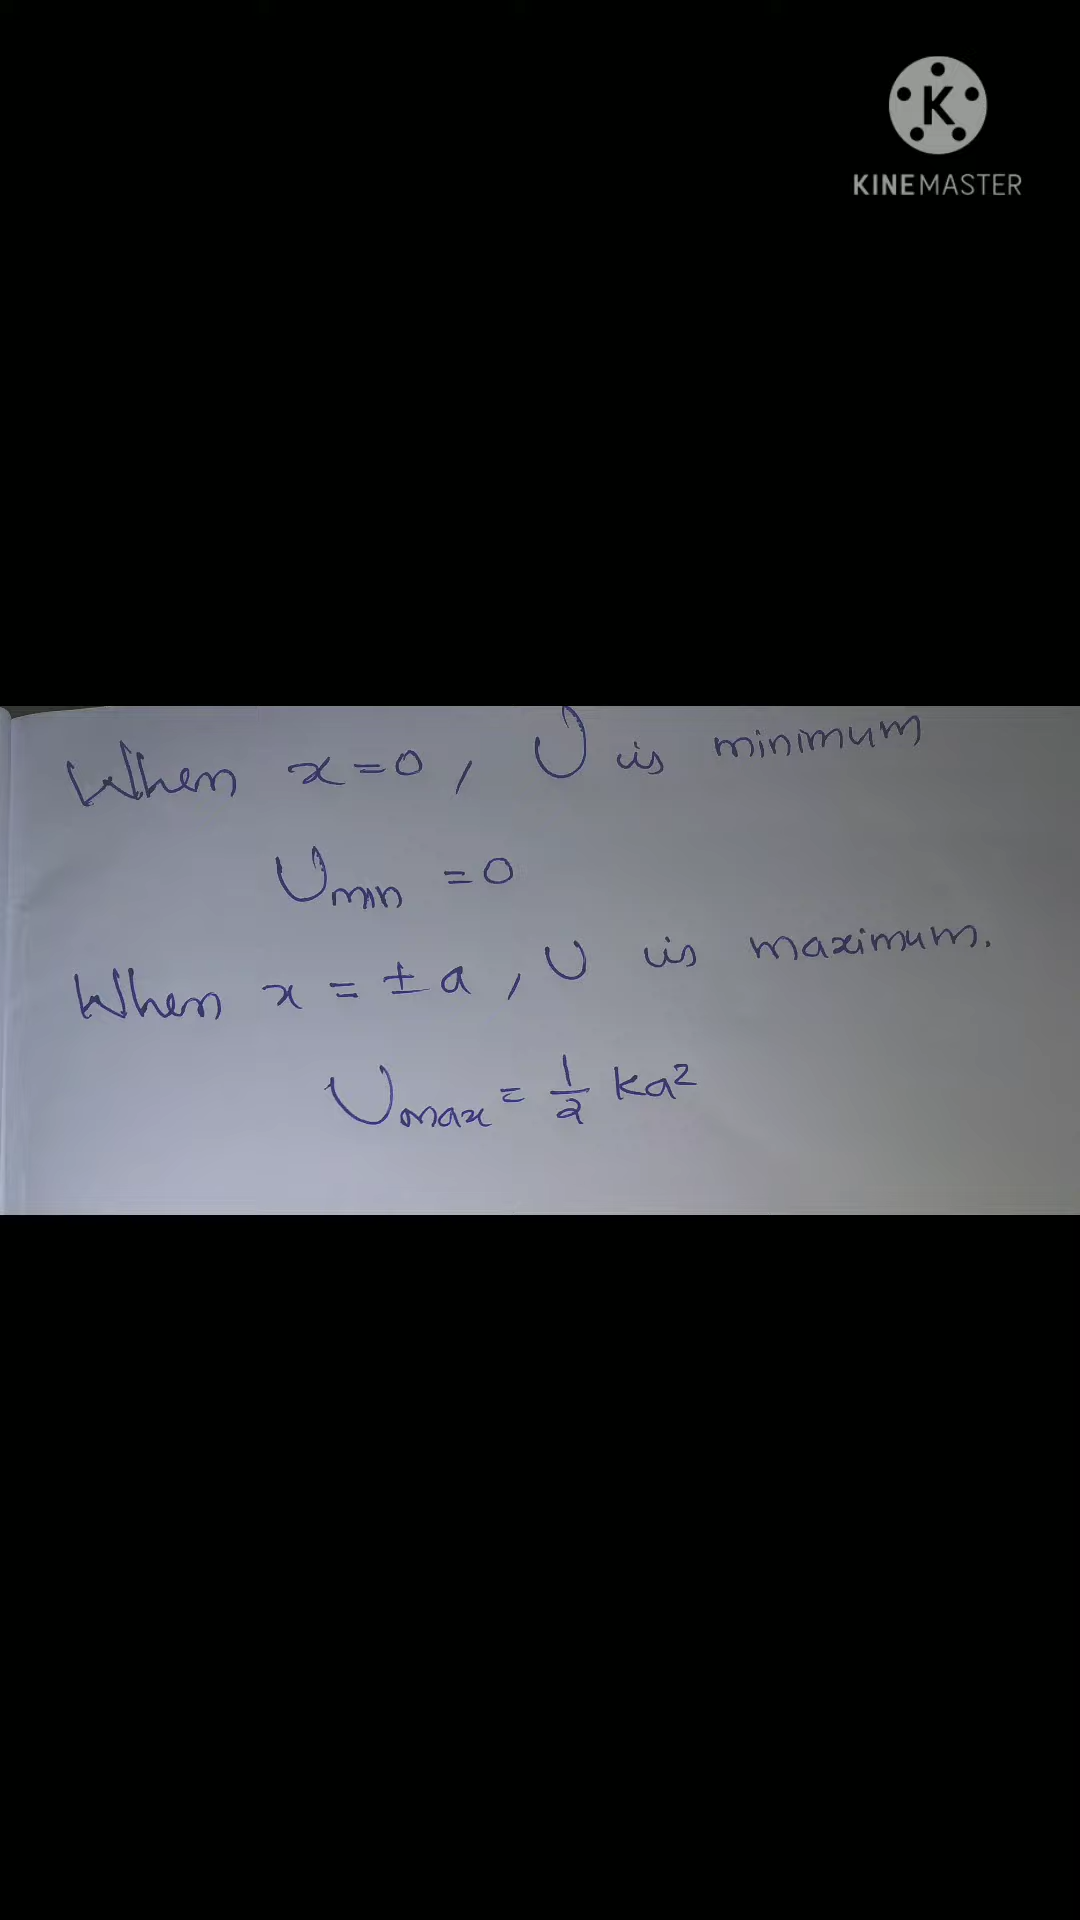 K
KINEMASTER
When x=0, U is minimum
Umin = 0
When x = ± a, U is maximum.
Umax = 1/2 ka²